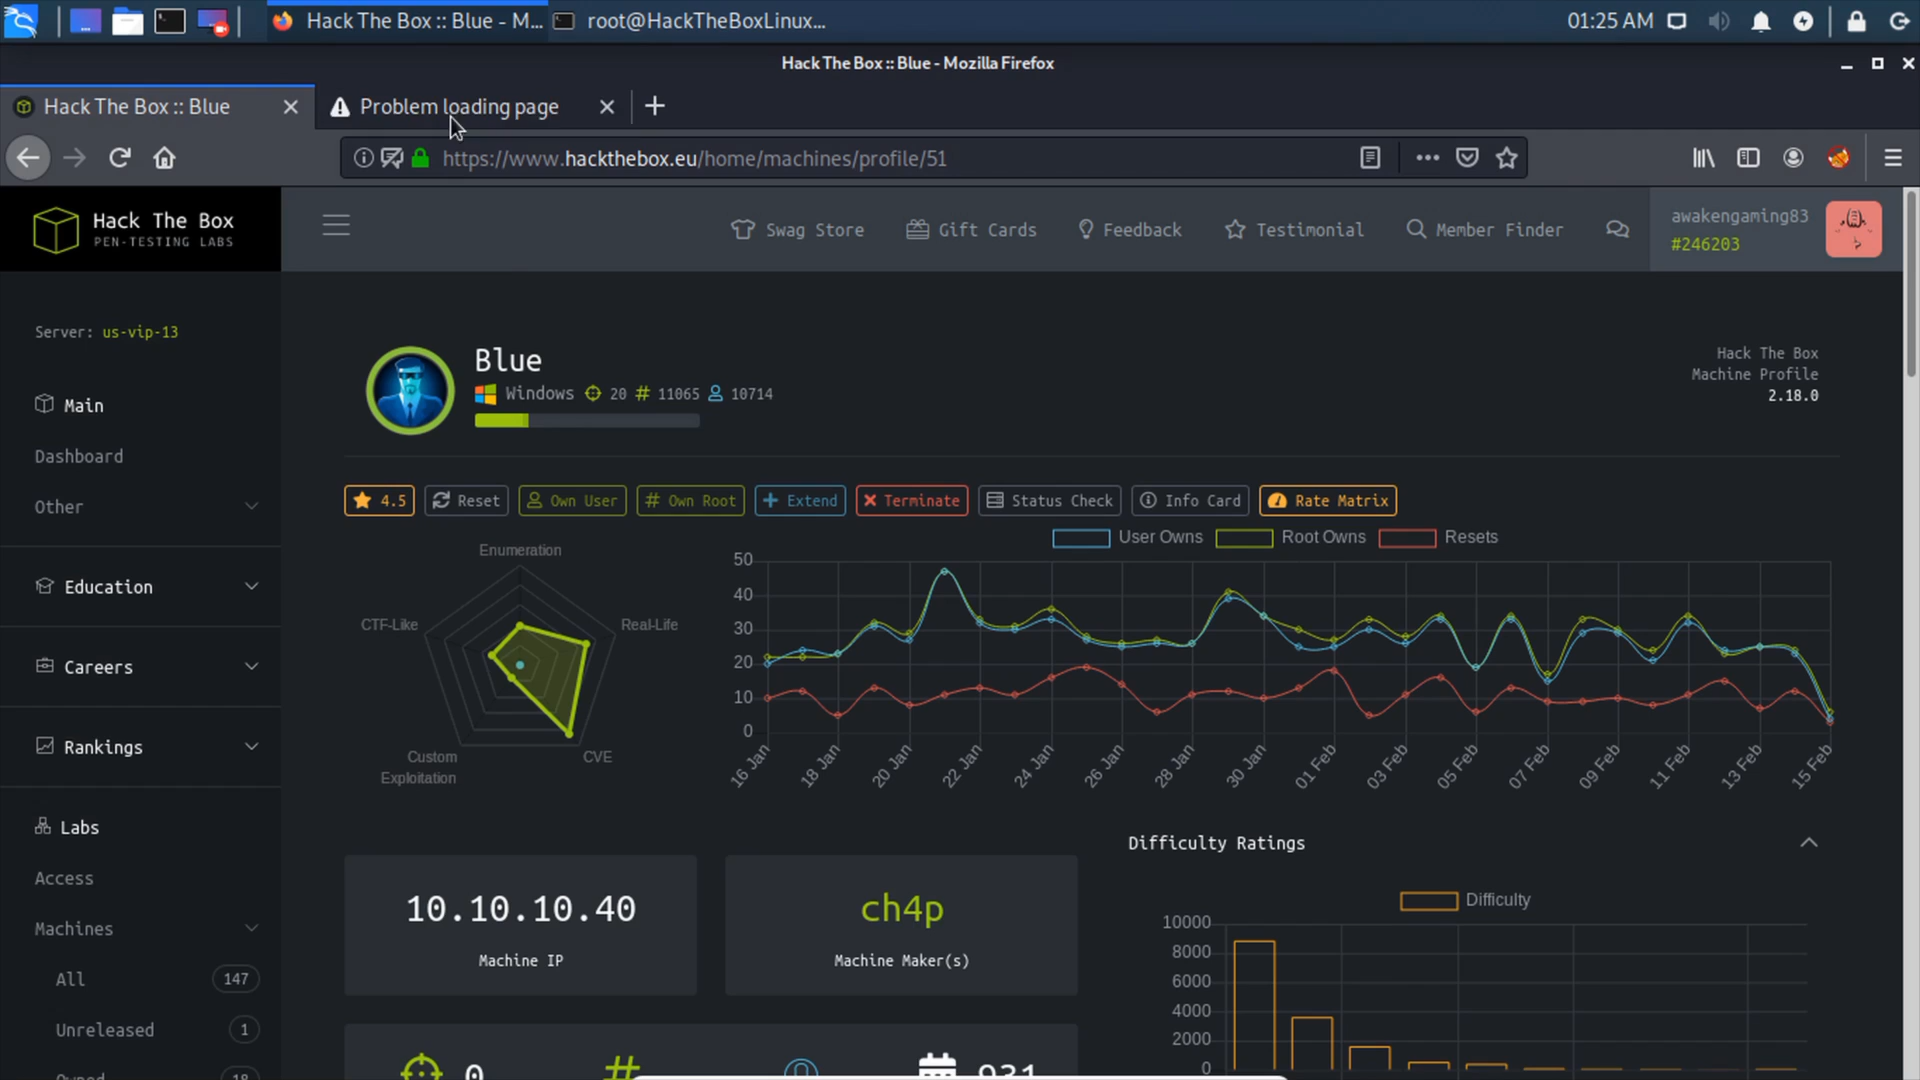 Hack The Box :: Blue - M...
root@HackTheBoxLinux...
01:25 AM
Hack The Box :: Blue - Mozilla Firefox
Hack The Box :: Blue
Problem loading page
https://www.hackthebox.eu/home/machines/profile/51
Hack The Box
PEN-TESTING LABS
Swag Store
Gift Cards
Feedback
Testimonial
Member Finder
awakengaming83
#246203
Server: us-vip-13
Main
Dashboard
Other
Education
Careers
Rankings
Labs
Access
Machines
All 147
Unreleased 1
18
Blue
Windows 20 # 11065 10714
Hack The Box
Machine Profile
2.18.0
4.5
Reset
Own User
# Own Root
+ Extend
Terminate
Status Check
Info Card
Rate Matrix
Enumeration
CTF-Like
Real-Life
Custom
Exploitation
CVE
User Owns
Root Owns
Resets
50
40
30
20
10
0
16 Jan
18 Jan
20 Jan
22 Jan
24 Jan
26 Jan
28 Jan
30 Jan
01 Feb
03 Feb
05 Feb
07 Feb
09 Feb
11 Feb
13 Feb
15 Feb
10.10.10.40
Machine IP
ch4p
Machine Maker(s)
Difficulty Ratings
Difficulty
10000
8000
6000
4000
2000
0
0
#
931